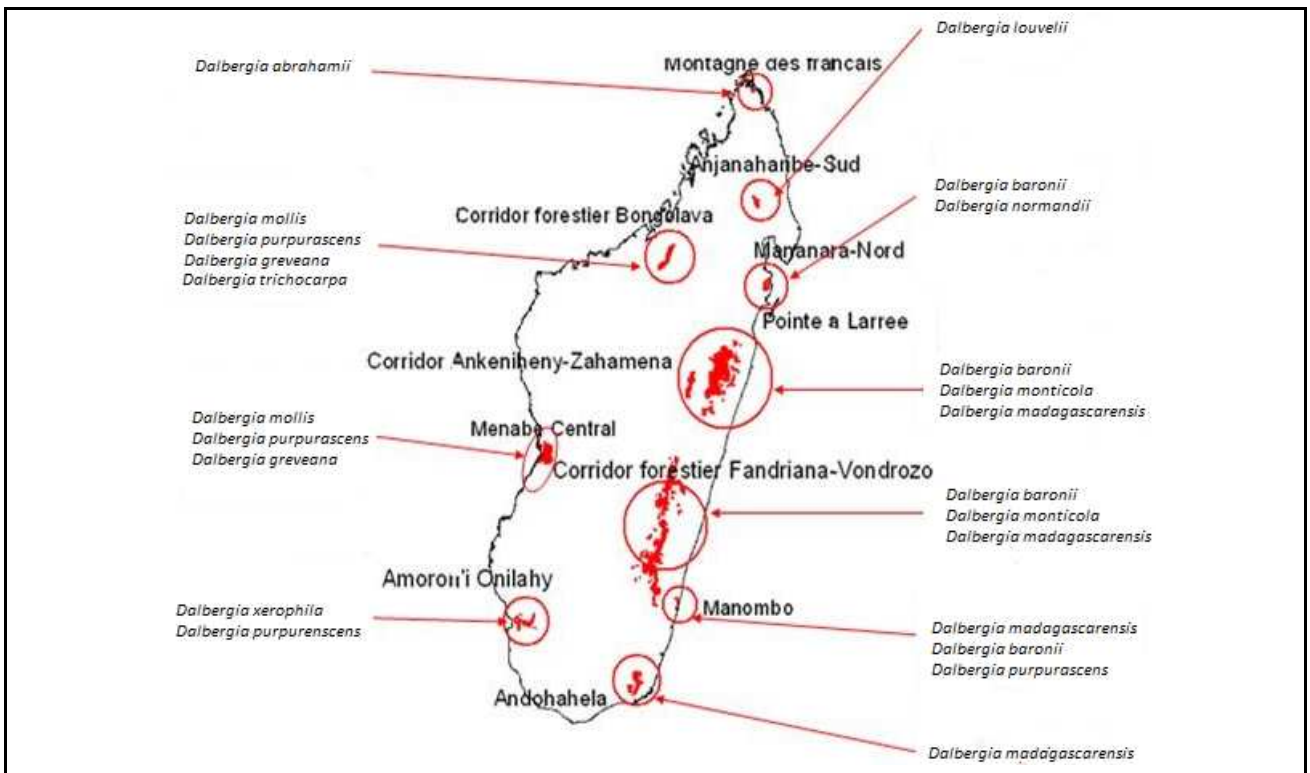 Dalbergia louvelii
Dalbergia abrahamii
Montagne des francais
Anjanaharibe-Sud
Dalbergia baronii
Dalbergia normandii
Dalbergia mollis
Dalbergia purpurascens
Dalbergia greveana
Dalbergia trichocarpa
Corridor forestier Bongolava
Mananara-Nord
Pointe a Larree
Corridor Ankeniheny-Zahamena
Dalbergia baronii
Dalbergia monticola
Dalbergia madagascarensis
Dalbergia mollis
Dalbergia purpurascens
Dalbergia greveana
Menabe Central
Corridor forestier Fandriana-Vondrozo
Dalbergia baronii
Dalbergia monticola
Dalbergia madagascarensis
Amoron'i Onilahy
Dalbergia xerophila
Dalbergia purpurenscens
Manombo
Dalbergia madagascarensis
Dalbergia baronii
Dalbergia purpurascens
Andohahela
Dalbergia madagascarensis